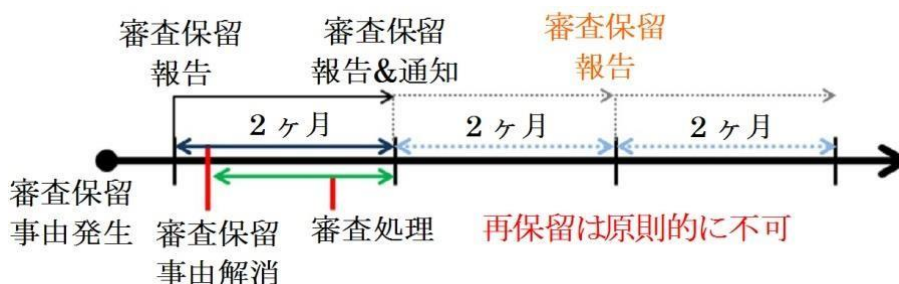 審査保留
報告
審査保留
報告&通知
審査保留
報告
2 ヶ月
2 ヶ月
2 ヶ月
審査保留
事由発生
審査保留
事由解消
審査処理
再保留は原則的に不可